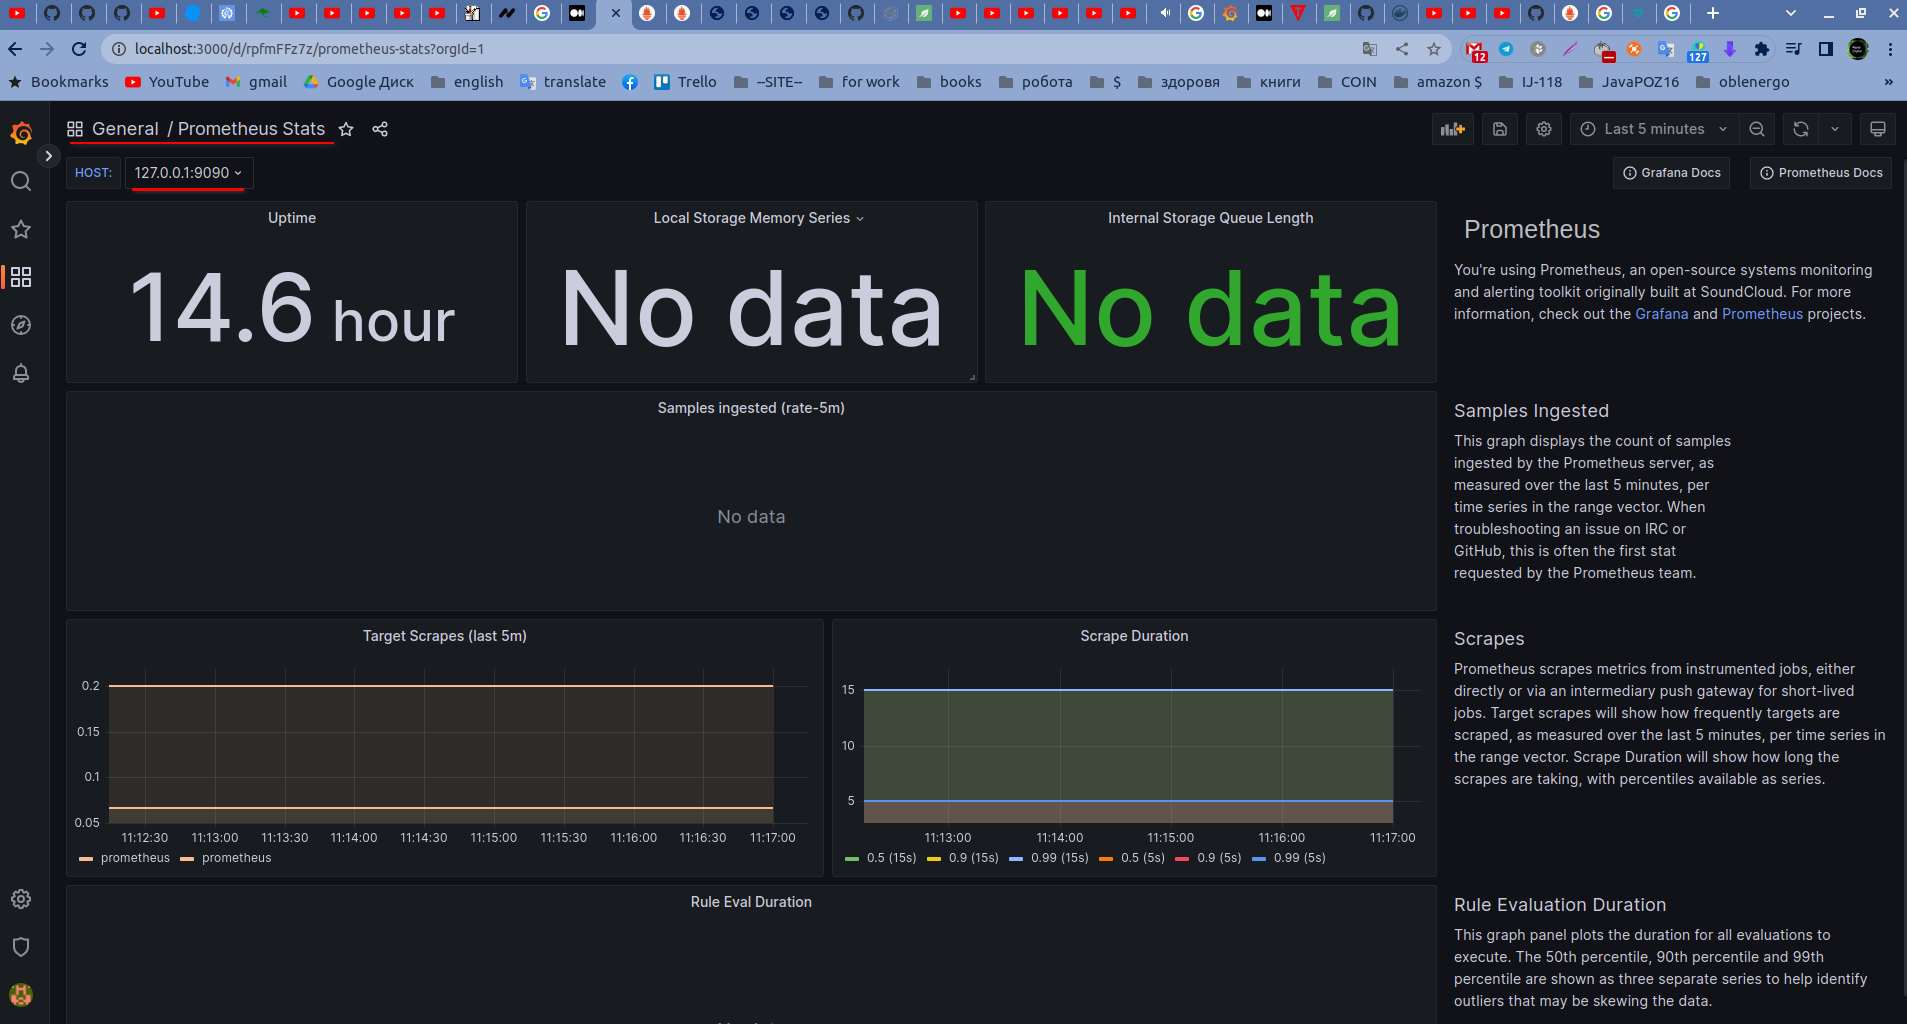 localhost:3000/d/rpfmFFz7z/prometheus-stats?orgId=1
12
127
Bookmarks YouTube gmail Google Диск english translate Trello --SITE-- for work books робота $ здоровя книги COIN amazon $ IJ-118 JavaPOZ16 oblenergo »
General / Prometheus Stats
Last 5 minutes
HOST: 127.0.0.1:9090
Grafana Docs
Prometheus Docs
Uptime
14.6 hour
Local Storage Memory Series
No data
Internal Storage Queue Length
No data
Prometheus
You're using Prometheus, an open-source systems monitoring
and alerting toolkit originally built at SoundCloud. For more
information, check out the Grafana and Prometheus projects.
Samples ingested (rate-5m)
No data
Samples Ingested
This graph displays the count of samples
ingested by the Prometheus server, as
measured over the last 5 minutes, per
time series in the range vector. When
troubleshooting an issue on IRC or
GitHub, this is often the first stat
requested by the Prometheus team.
Target Scrapes (last 5m)
0.2
0.15
0.1
0.05
11:12:30 11:13:00 11:13:30 11:14:00 11:14:30 11:15:00 11:15:30 11:16:00 11:16:30 11:17:00
prometheus prometheus
Scrape Duration
15
10
5
11:13:00 11:14:00 11:15:00 11:16:00 11:17:00
0.5 (15s) 0.9 (15s) 0.99 (15s) 0.5 (5s) 0.9 (5s) 0.99 (5s)
Scrapes
Prometheus scrapes metrics from instrumented jobs, either
directly or via an intermediary push gateway for short-lived
jobs. Target scrapes will show how frequently targets are
scraped, as measured over the last 5 minutes, per time series in
the range vector. Scrape Duration will show how long the
scrapes are taking, with percentiles available as series.
Rule Eval Duration
Rule Evaluation Duration
This graph panel plots the duration for all evaluations to
execute. The 50th percentile, 90th percentile and 99th
percentile are shown as three separate series to help identify
outliers that may be skewing the data.